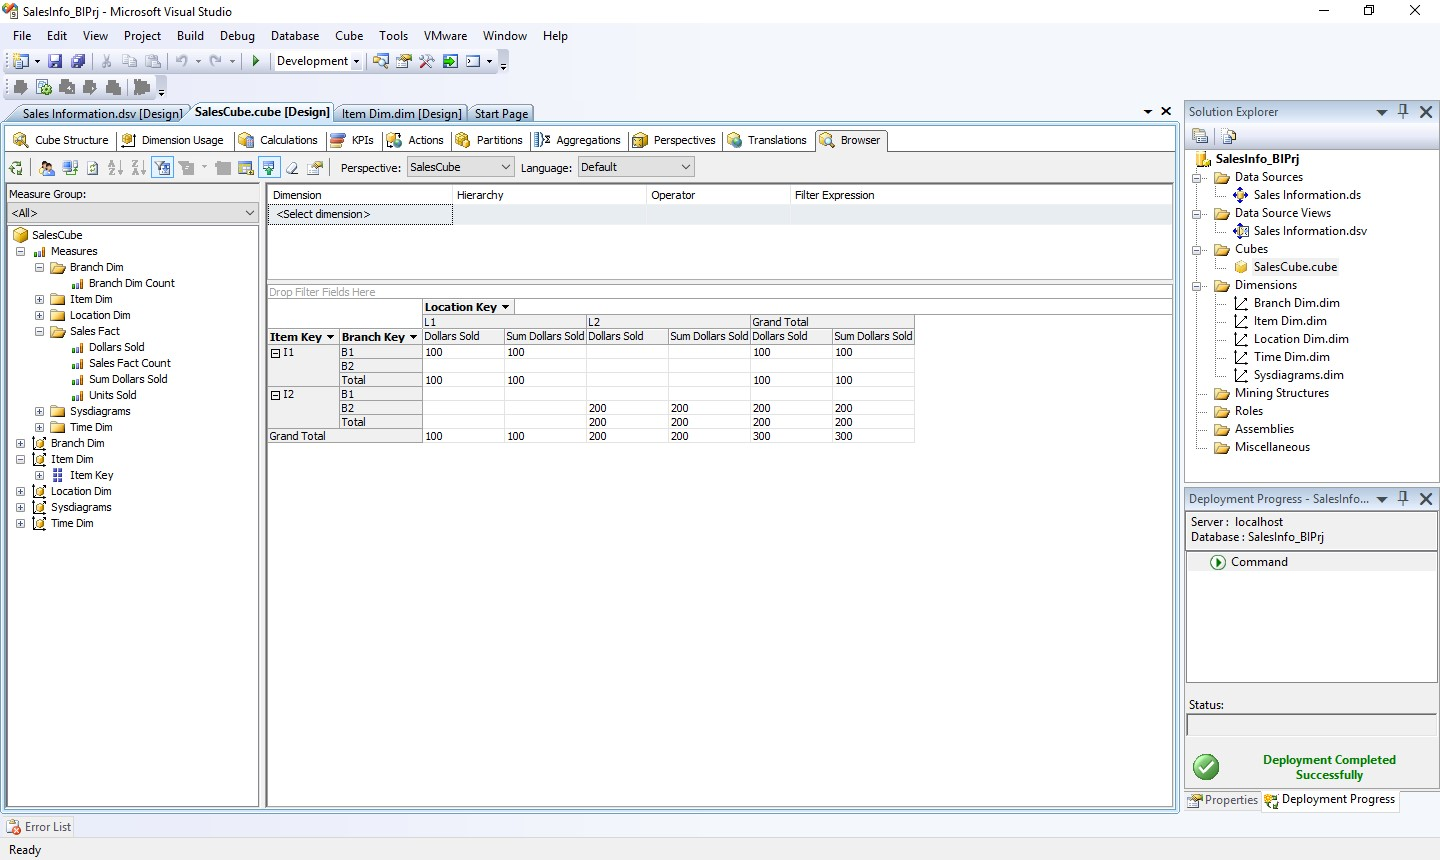 SalesInfo_BIPrj - Microsoft Visual Studio
File Edit View Project Build Debug Database Cube Tools VMware Window Help
Development
Sales Information.dsv [Design] SalesCube.cube [Design] Item Dim.dim [Design] Start Page
Cube Structure Dimension Usage Calculations KPIs Actions Partitions Aggregations Perspectives Translations Browser
Perspective: SalesCube Language: Default
Measure Group:
<All>
SalesCube
Measures
Branch Dim
Branch Dim Count
Item Dim
Location Dim
Sales Fact
Dollars Sold
Sales Fact Count
Sum Dollars Sold
Units Sold
Sysdiagrams
Time Dim
Branch Dim
Item Dim
Item Key
Location Dim
Sysdiagrams
Time Dim
Dimension Hierarchy Operator Filter Expression
<Select dimension>
Drop Filter Fields Here
Location Key
L1 L2 Grand Total
Item Key Branch Key Dollars Sold Sum Dollars Sold Dollars Sold Sum Dollars Sold Dollars Sold Sum Dollars Sold
I1 B1 100 100 100 100
B2
Total 100 100 100 100
I2 B1
B2 200 200 200 200
Total 200 200 200 200
Grand Total 100 100 200 200 300 300
Solution Explorer
SalesInfo_BIPrj
Data Sources
Sales Information.ds
Data Source Views
Sales Information.dsv
Cubes
SalesCube.cube
Dimensions
Branch Dim.dim
Item Dim.dim
Location Dim.dim
Time Dim.dim
Sysdiagrams.dim
Mining Structures
Roles
Assemblies
Miscellaneous
Deployment Progress - SalesInfo...
Server : localhost
Database : SalesInfo_BIPrj
Command
Status:
Deployment Completed
Successfully
Properties Deployment Progress
Error List
Ready